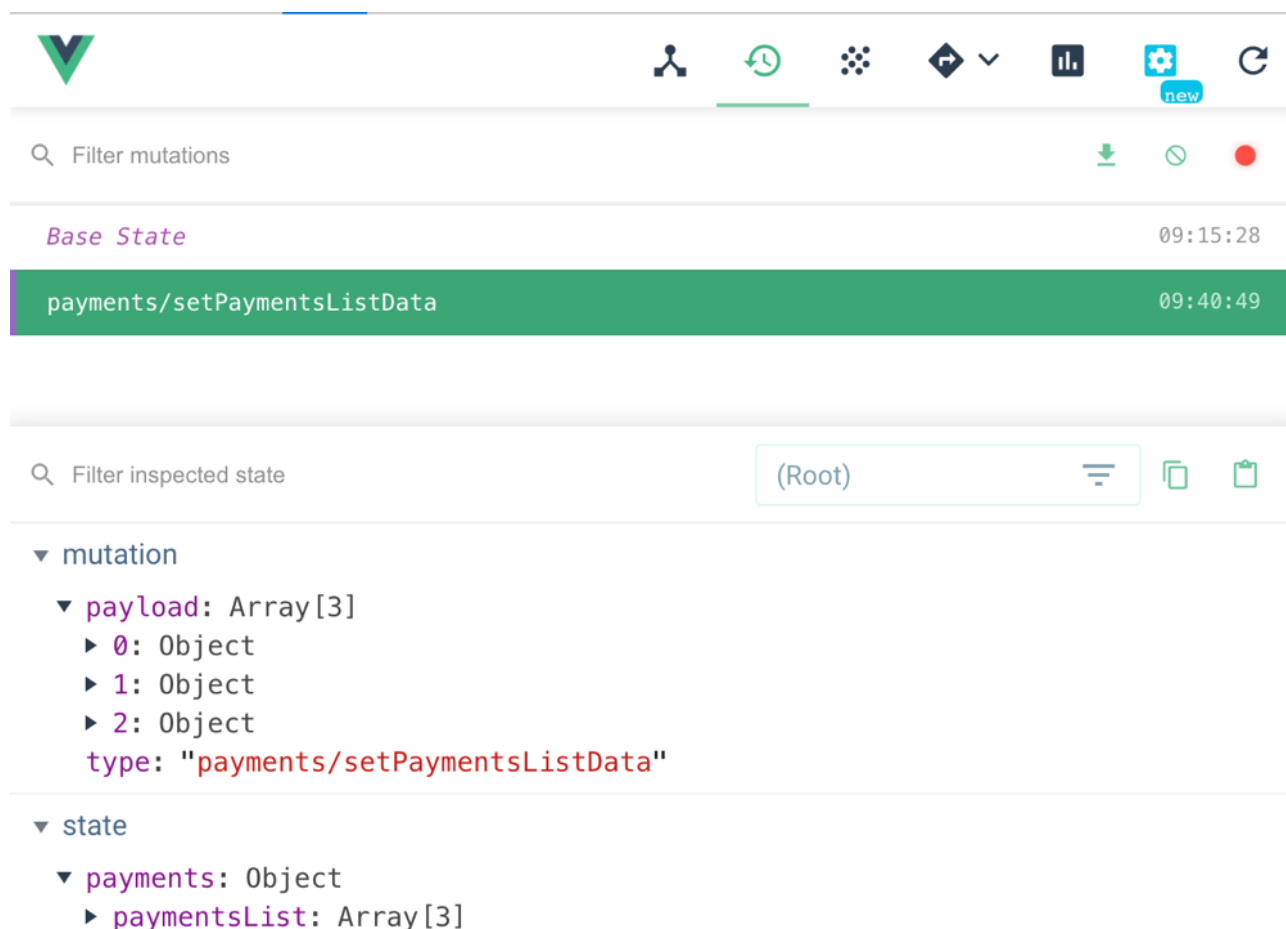 new
Filter mutations
Base State 09:15:28
payments/setPaymentsListData 09:40:49
Filter inspected state (Root)
mutation
payload: Array[3]
0: Object
1: Object
2: Object
type: "payments/setPaymentsListData"
state
payments: Object
paymentsList: Array[3]